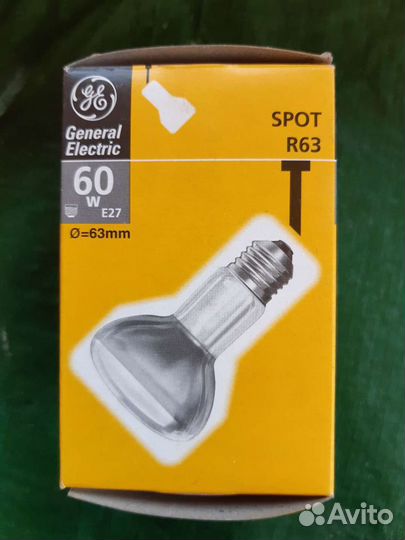 GE
General
Electric
60
W
E27
Ø=63mm
SPOT
R63
Avito